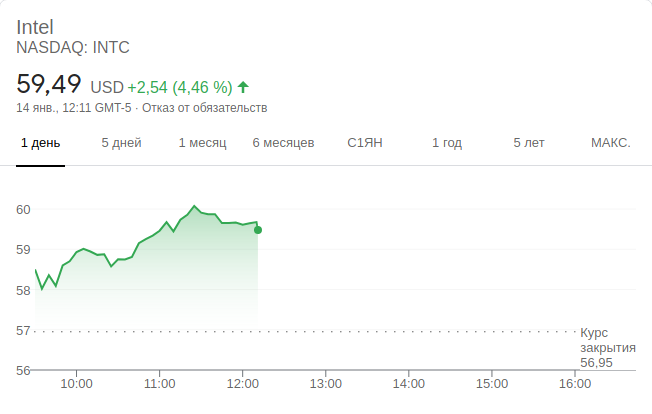 Intel
NASDAQ: INTC
59,49 USD +2,54 (4,46 %)
14 янв., 12:11 GMT-5 · Отказ от обязательств
1 день 5 дней 1 месяц 6 месяцев С1ЯН 1 год 5 лет МАКС.
60
59
58
57
Курс
закрытия
56,95
56
10:00 11:00 12:00 13:00 14:00 15:00 16:00